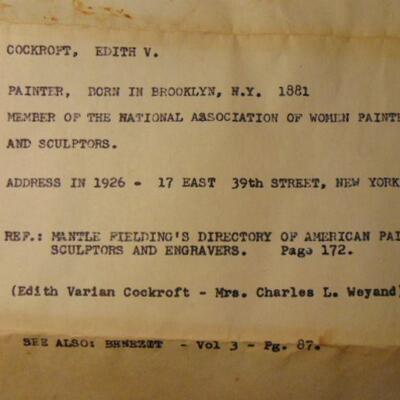 COCKROFT, EDITH V.
PAINTER, BORN IN BROOKLYN, N.Y. 1881
MEMBER OF THE NATIONAL ASSOCIATION OF WOMEN PAINTE
AND SCULPTORS.
ADDRESS IN 1926 - 17 EAST 39th STREET, NEW YORK
REF.: MANTLE FIELDING'S DIRECTORY OF AMERICAN PAI
SCULPTORS AND ENGRAVERS. Page 172.
(Edith Varian Cockroft - Mrs. Charles L. Weyand)
SEE ALSO: BENEZIT - Vol 3 - Pg. 87.